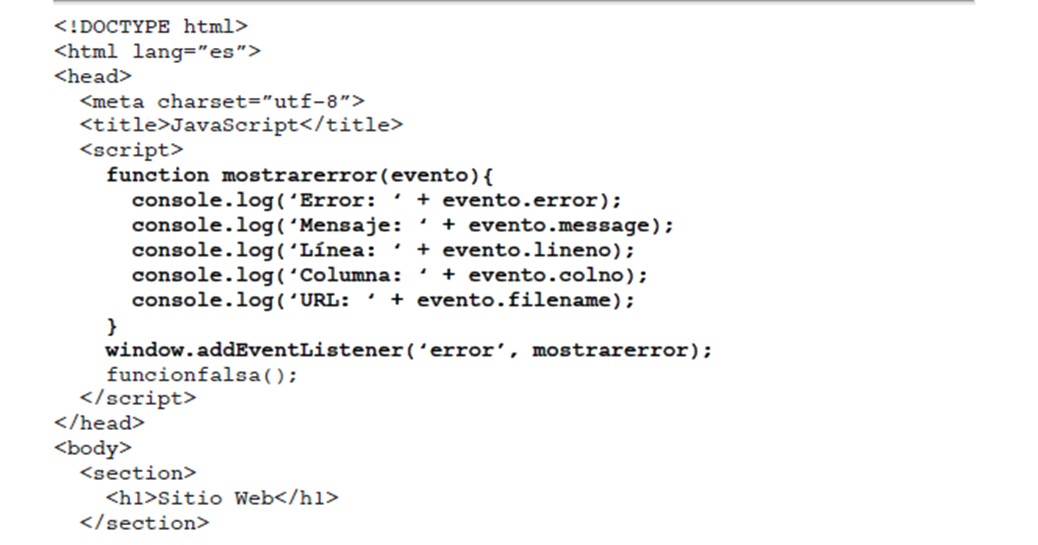 <!DOCTYPE html>
<html lang=”es”>
<head>
<meta charset=”utf-8”>
<title>JavaScript</title>
<script>
function mostrarerror(evento){
console.log(‘Error: ‘ + evento.error);
console.log(‘Mensaje: ‘ + evento.message);
console.log(‘Línea: ‘ + evento.lineno);
console.log(‘Columna: ‘ + evento.colno);
console.log(‘URL: ‘ + evento.filename);
}
window.addEventListener(‘error’, mostrarerror);
funcionfalsa();
</script>
</head>
<body>
<section>
<h1>Sitio Web</h1>
</section>